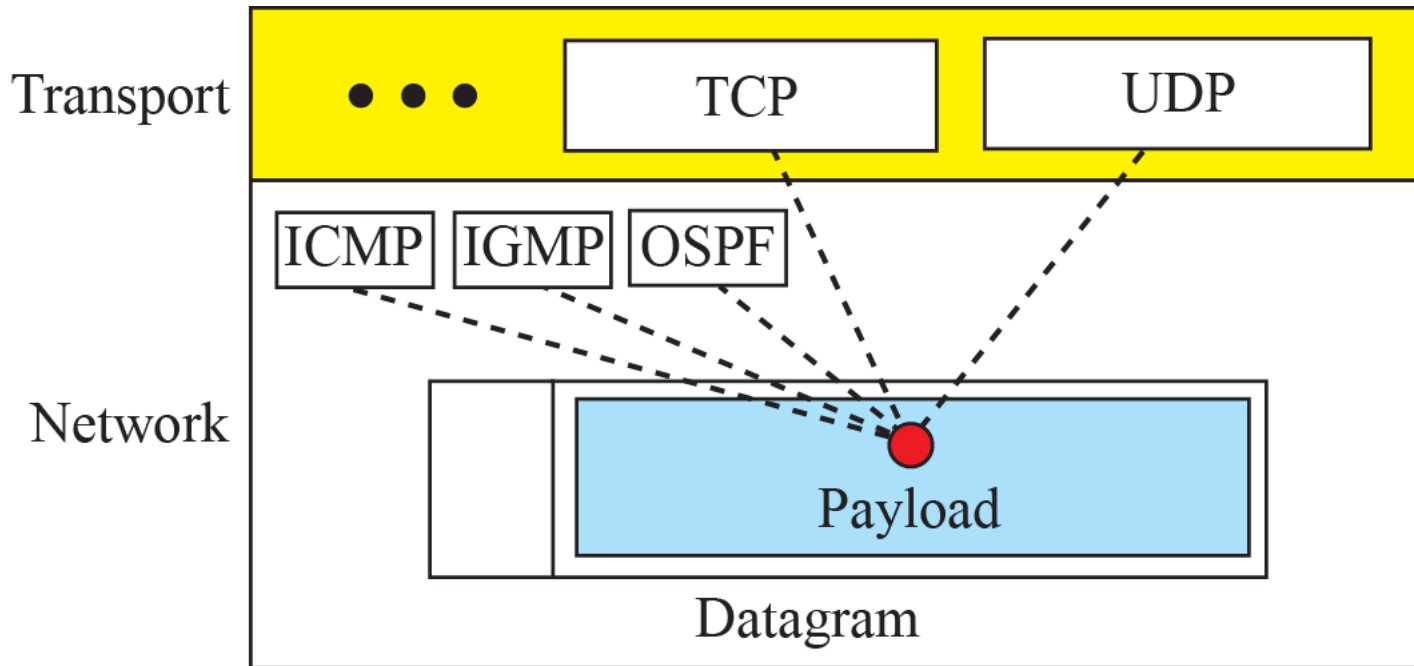 Transport
TCP
UDP
ICMP
IGMP
OSPF
Network
Payload
Datagram